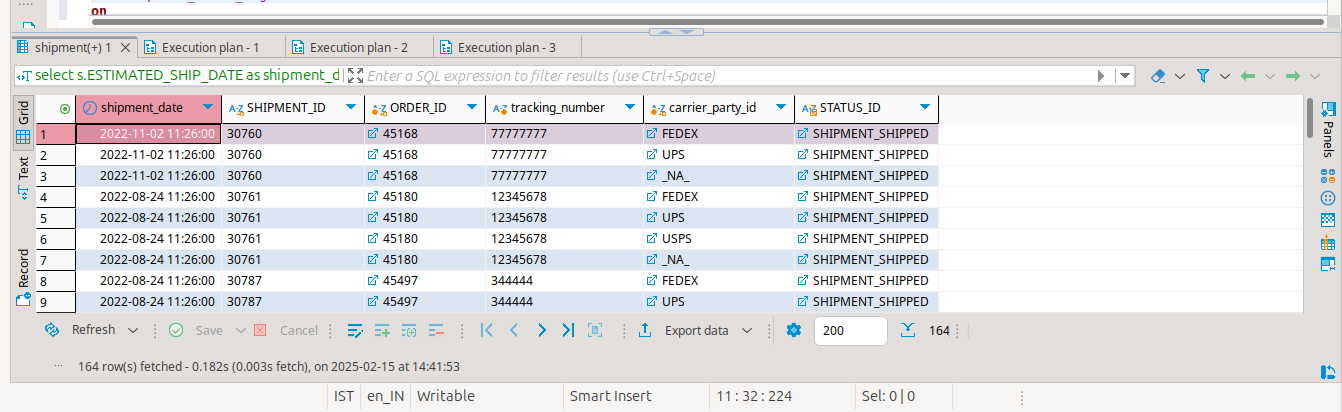 on
shipment(+) 1 Execution plan - 1 Execution plan - 2 Execution plan - 3
select s.ESTIMATED_SHIP_DATE as shipment_d Enter a SQL expression to filter results (use Ctrl+Space)
Grid
Text
Record
shipment_date SHIPMENT_ID ORDER_ID tracking_number carrier_party_id STATUS_ID
1 2022-11-02 11:26:00 30760 45168 77777777 FEDEX SHIPMENT_SHIPPED
2 2022-11-02 11:26:00 30760 45168 77777777 UPS SHIPMENT_SHIPPED
3 2022-11-02 11:26:00 30760 45168 77777777 _NA_ SHIPMENT_SHIPPED
4 2022-08-24 11:26:00 30761 45180 12345678 FEDEX SHIPMENT_SHIPPED
5 2022-08-24 11:26:00 30761 45180 12345678 UPS SHIPMENT_SHIPPED
6 2022-08-24 11:26:00 30761 45180 12345678 USPS SHIPMENT_SHIPPED
7 2022-08-24 11:26:00 30761 45180 12345678 _NA_ SHIPMENT_SHIPPED
8 2022-08-24 11:26:00 30787 45497 344444 FEDEX SHIPMENT_SHIPPED
9 2022-08-24 11:26:00 30787 45497 344444 UPS SHIPMENT_SHIPPED
Panels
Refresh Save Cancel Export data 200 164
164 row(s) fetched - 0.182s (0.003s fetch), on 2025-02-15 at 14:41:53
IST en_IN Writable Smart Insert 11 : 32 : 224 Sel: 0 | 0